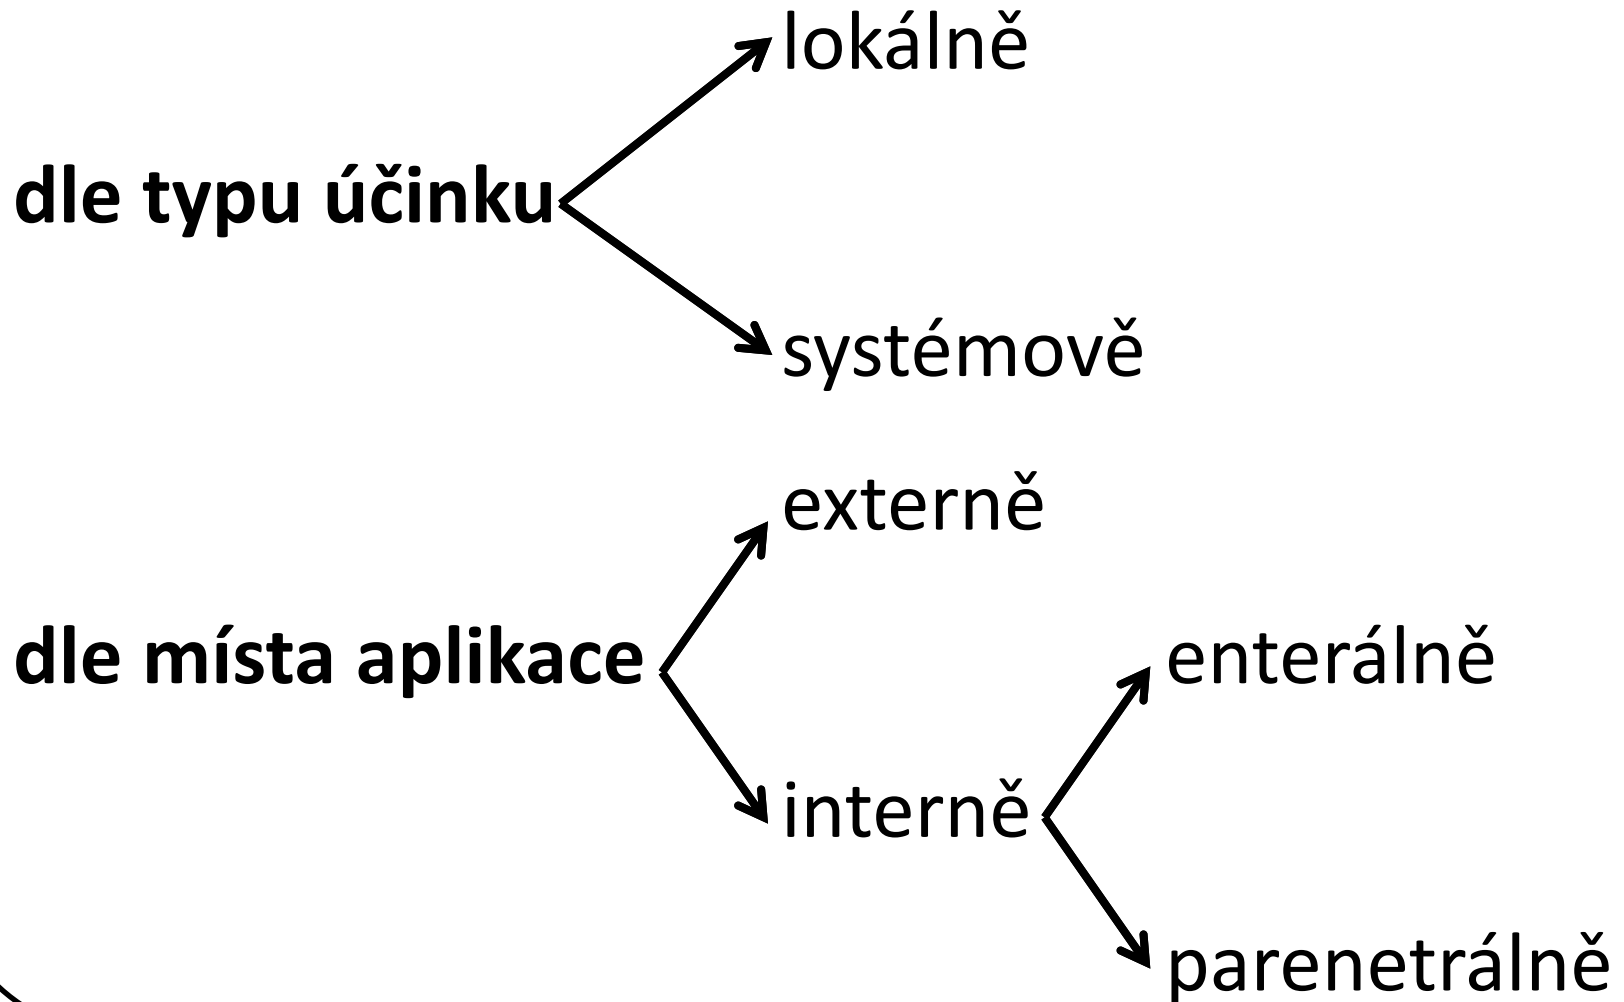 lokálně
dle typu účinku
systémově
externě
dle místa aplikace
enterálně
interně
parenetrálně